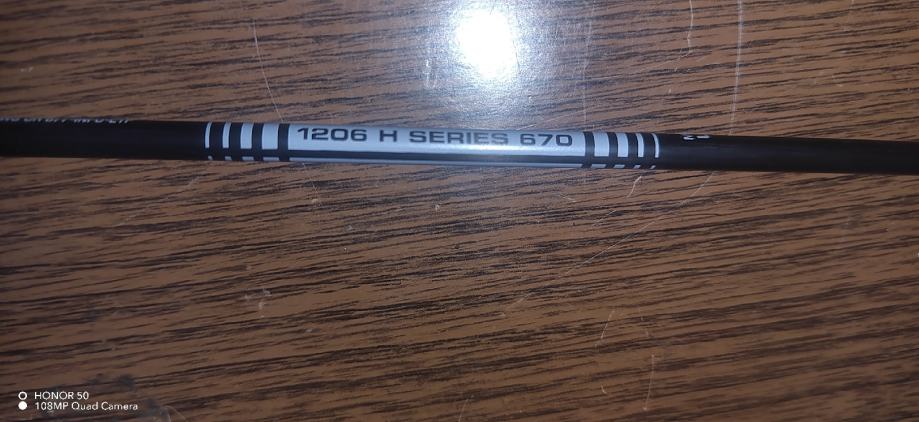 1206 H SERIES 670
HONOR 50
108MP Quad Camera